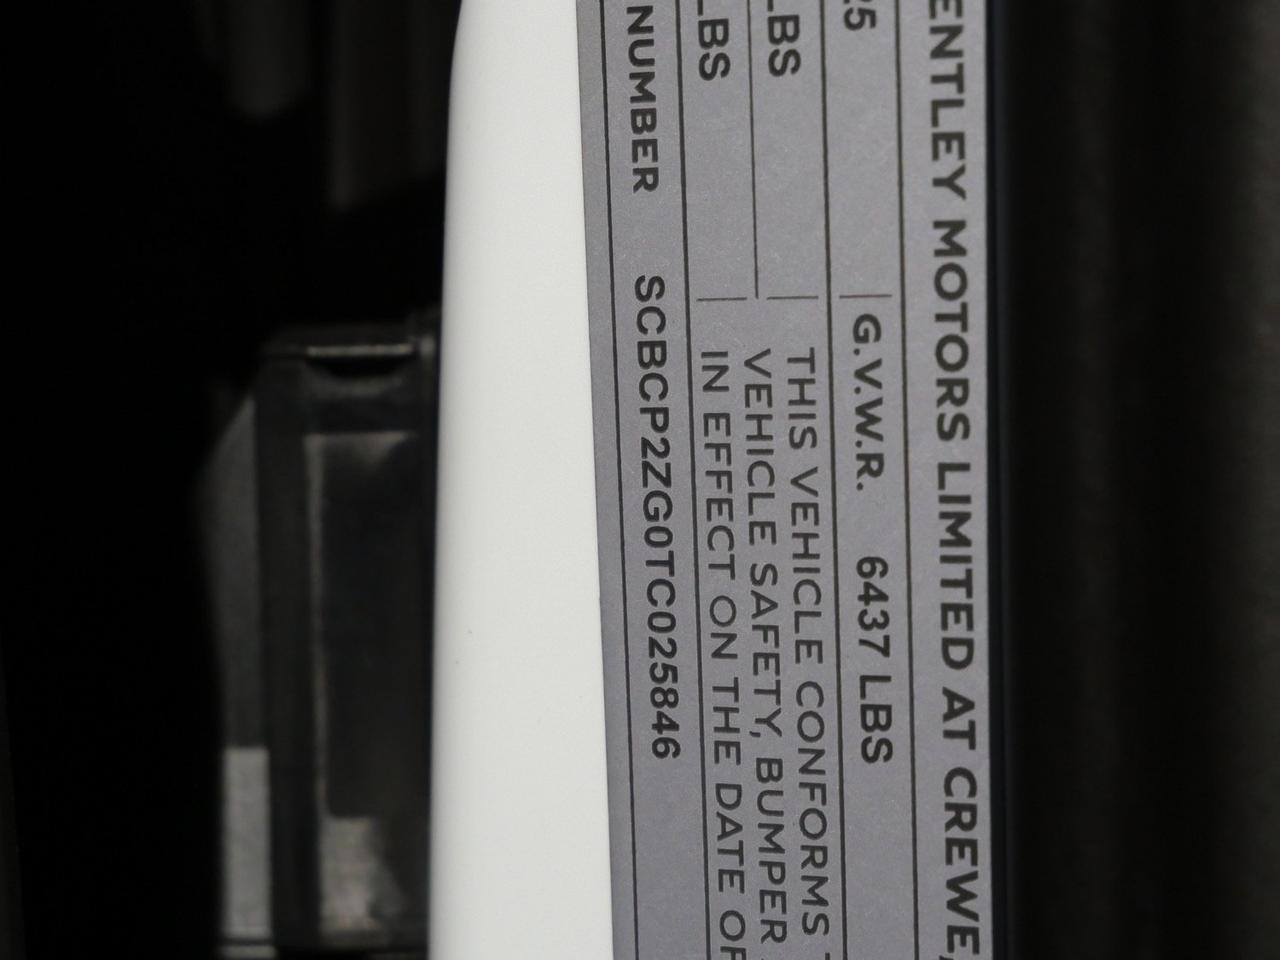 ENTLEY MOTORS LIMITED AT CREWE,
25
G.V.W.R. 6437 LBS
LBS
LBS
THIS VEHICLE CONFORMS
VEHICLE SAFETY, BUMPER
IN EFFECT ON THE DATE OF
NUMBER SCBCP2ZG0TC025846